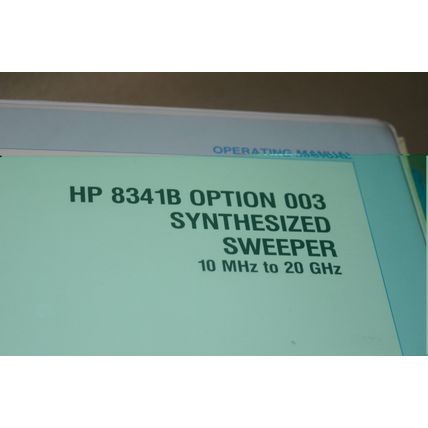 OPERATING MANUAL
HP 8341B OPTION 003
SYNTHESIZED
SWEEPER
10 MHz to 20 GHz